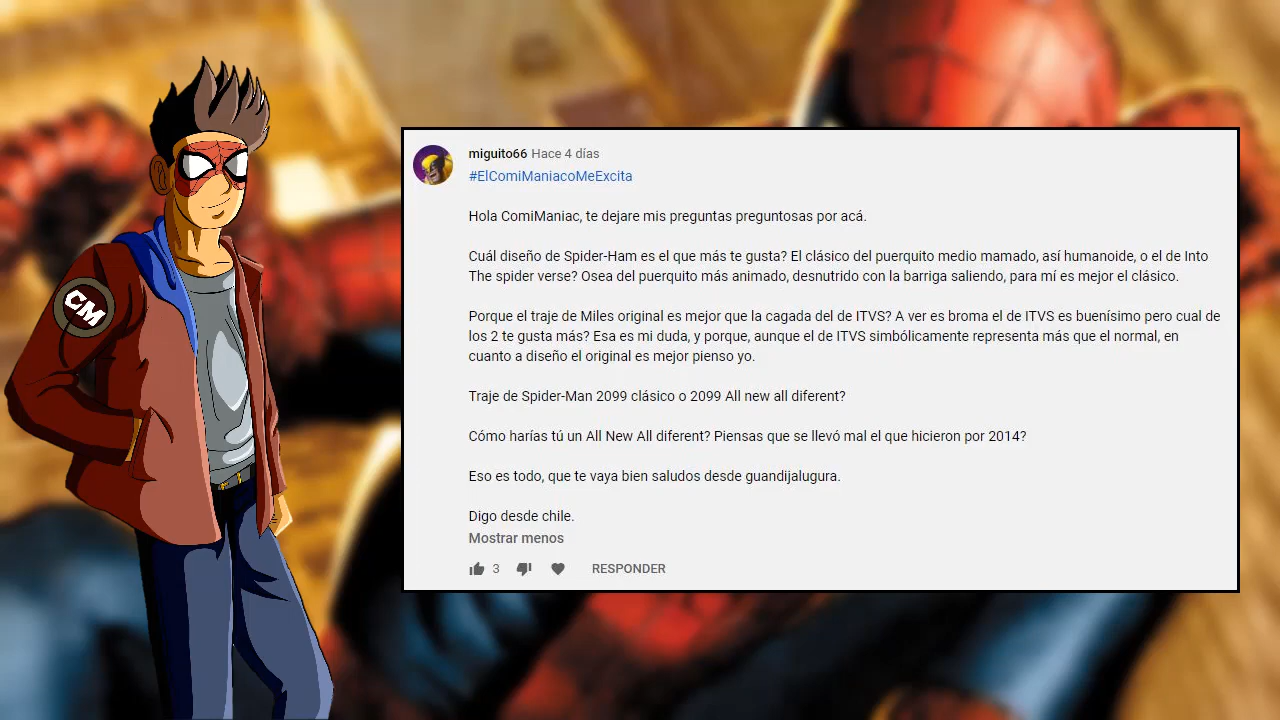 CM
miguito66 Hace 4 días
#ElComiManiacoMeExcita
Hola ComiManiac, te dejare mis preguntas preguntosas por acá.
Cuál diseño de Spider-Ham es el que más te gusta? El clásico del puerquito medio mamado, así humanoide, o el de Into
The spider verse? Osea del puerquito más animado, desnutrido con la barriga saliendo, para mí es mejor el clásico.
Porque el traje de Miles original es mejor que la cagada del de ITVS? A ver es broma el de ITVS es buenísimo pero cual de
los 2 te gusta más? Esa es mi duda, y porque, aunque el de ITVS simbólicamente representa más que el normal, en
cuanto a diseño el original es mejor pienso yo.
Traje de Spider-Man 2099 clásico o 2099 All new all diferent?
Cómo harías tú un All New All diferent? Piensas que se llevó mal el que hicieron por 2014?
Eso es todo, que te vaya bien saludos desde guandijalugura.
Digo desde chile.
Mostrar menos
3 RESPONDER